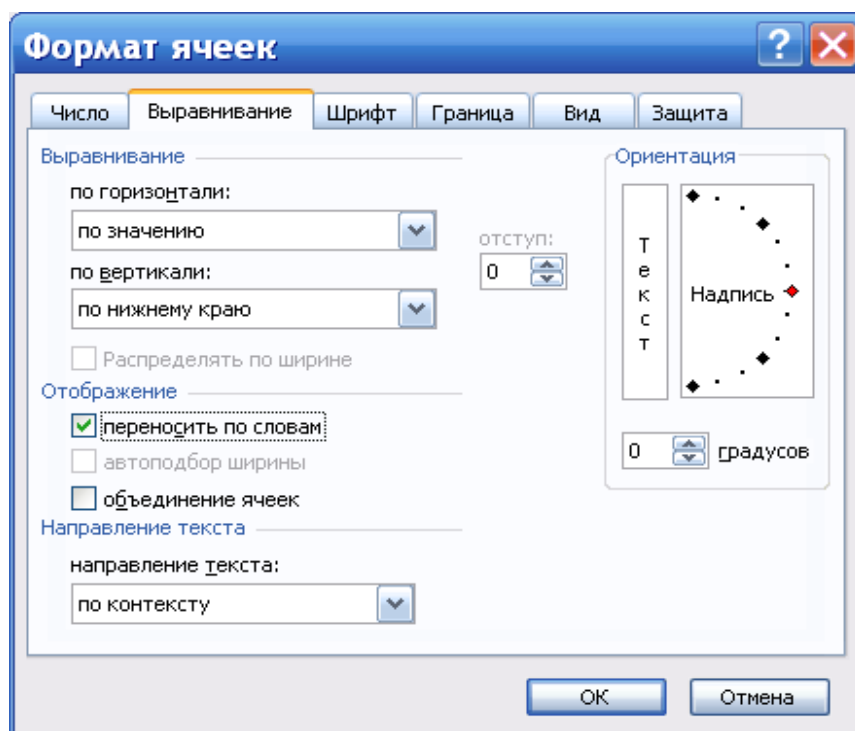 Формат ячеек
Число Выравнивание Шрифт Граница Вид Защита
Выравнивание
по горизонтали:
по значению
отступ:
0
по вертикали:
по нижнему краю
Распределять по ширине
Отображение
переносить по словам
автоподбор ширины
объединение ячеек
Направление текста
направление текста:
по контексту
Ориентация
Текст
Надпись
0 градусов
ОК Отмена